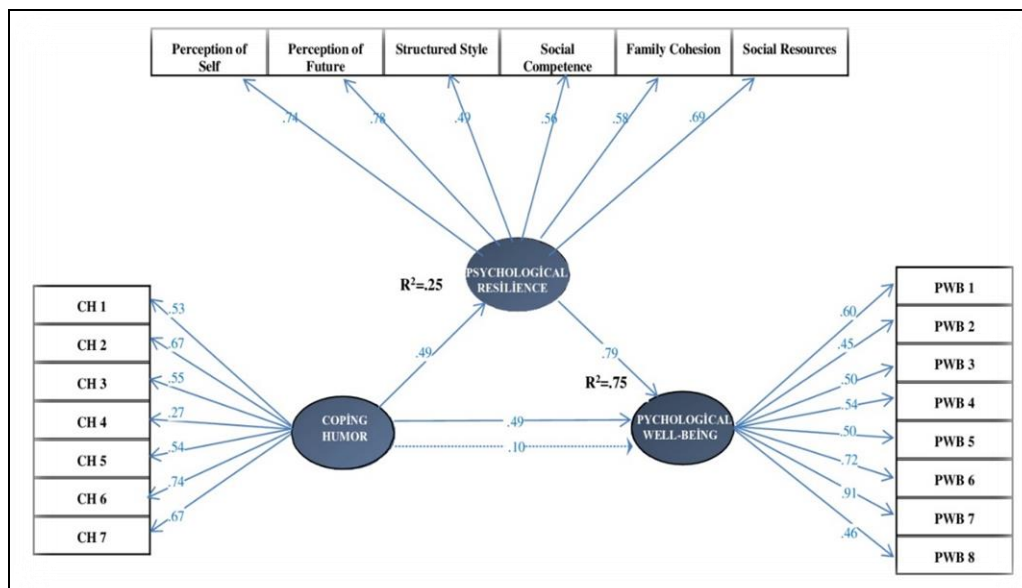 Perception of
Self
Perception of
Future
Structured Style
Social
Competence
Family Cohesion
Social Resources
.74
.78
.49
.56
.58
.69
PSYCHOLOGİCAL
RESİLİENCE
R²=.25
CH 1
CH 2
CH 3
CH 4
CH 5
CH 6
CH 7
.53
.67
.55
.27
.54
.74
.67
COPİNG
HUMOR
.49
.79
R²=.75
.49
.10
PYCHOLOGİCAL
WELL-BEİNG
.60
.45
.50
.54
.50
.72
.91
.46
PWB 1
PWB 2
PWB 3
PWB 4
PWB 5
PWB 6
PWB 7
PWB 8